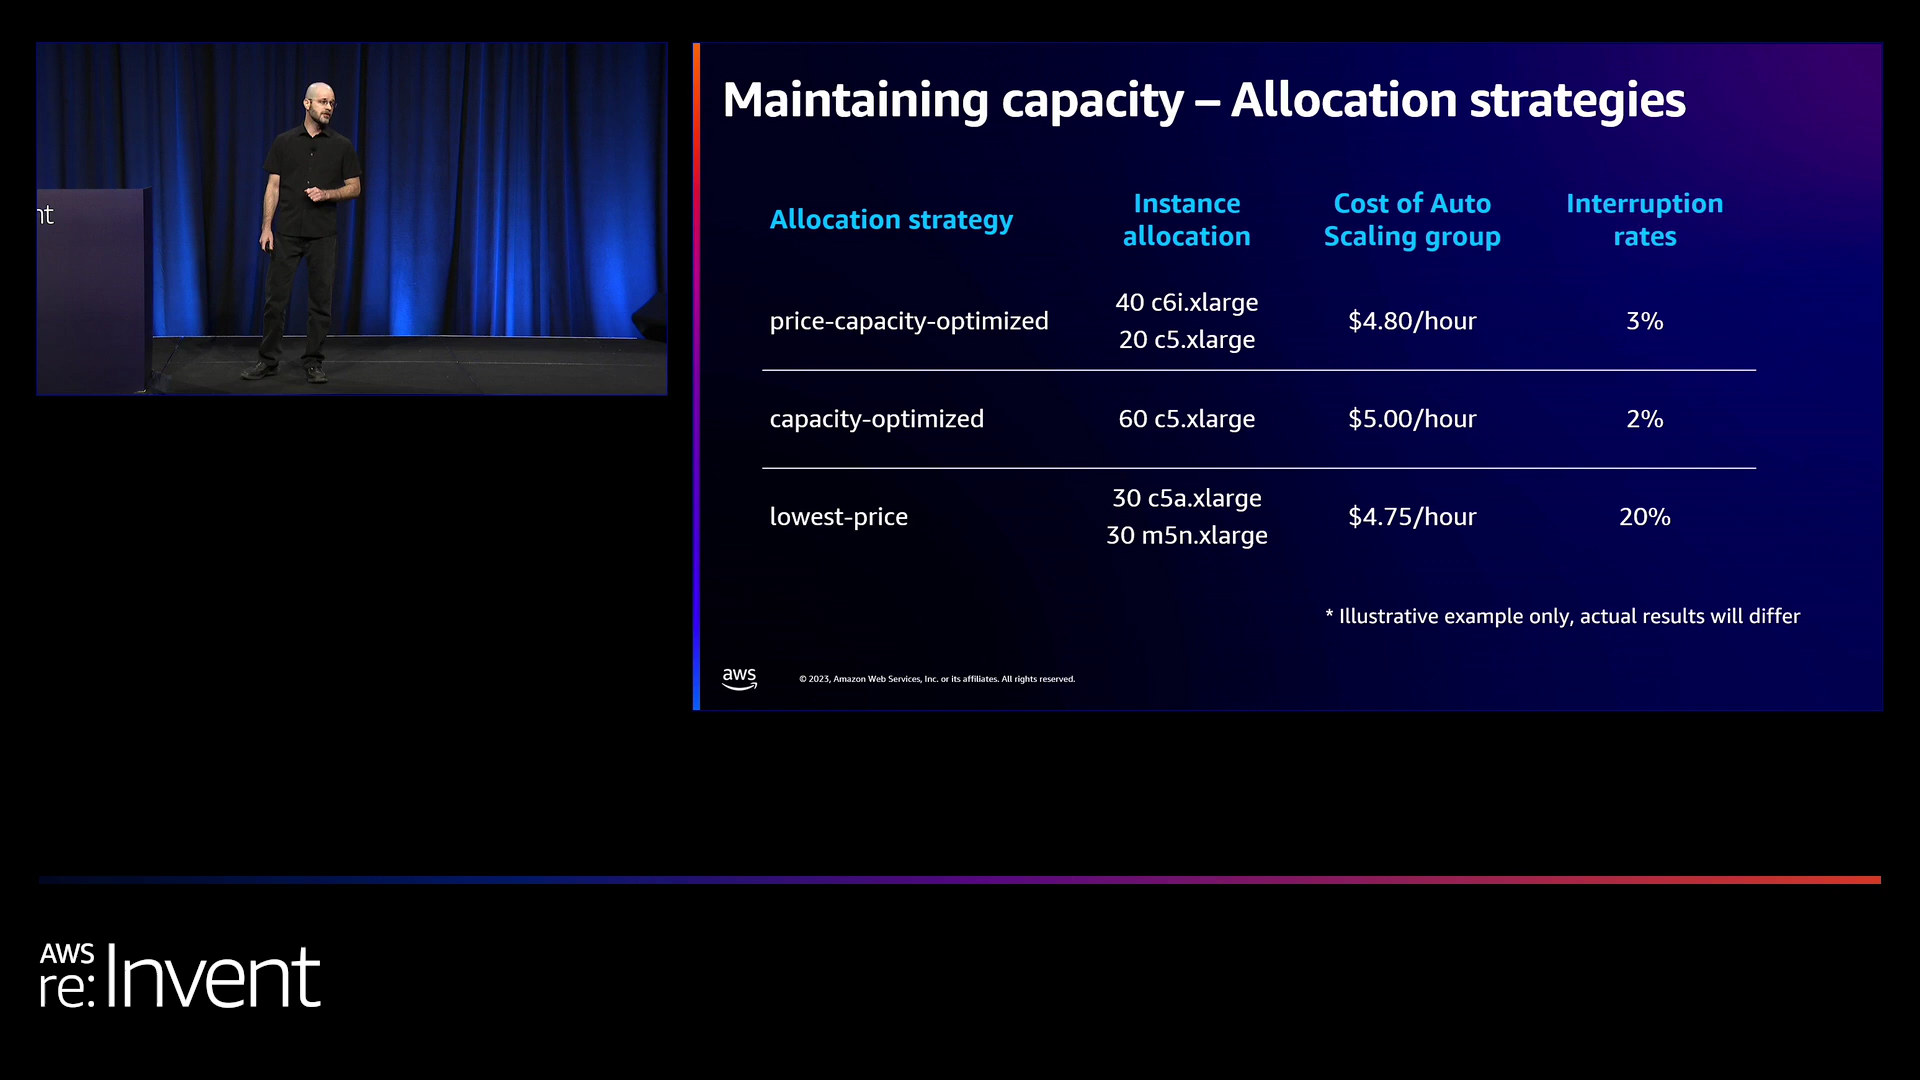 nt
Maintaining capacity – Allocation strategies
Allocation strategy
Instance
allocation
Cost of Auto
Scaling group
Interruption
rates
price-capacity-optimized
40 c6i.xlarge
20 c5.xlarge
$4.80/hour
3%
capacity-optimized
60 c5.xlarge
$5.00/hour
2%
lowest-price
30 c5a.xlarge
30 m5n.xlarge
$4.75/hour
20%
* Illustrative example only, actual results will differ
aws
© 2023, Amazon Web Services, Inc. or its affiliates. All rights reserved.
AWS
re:Invent